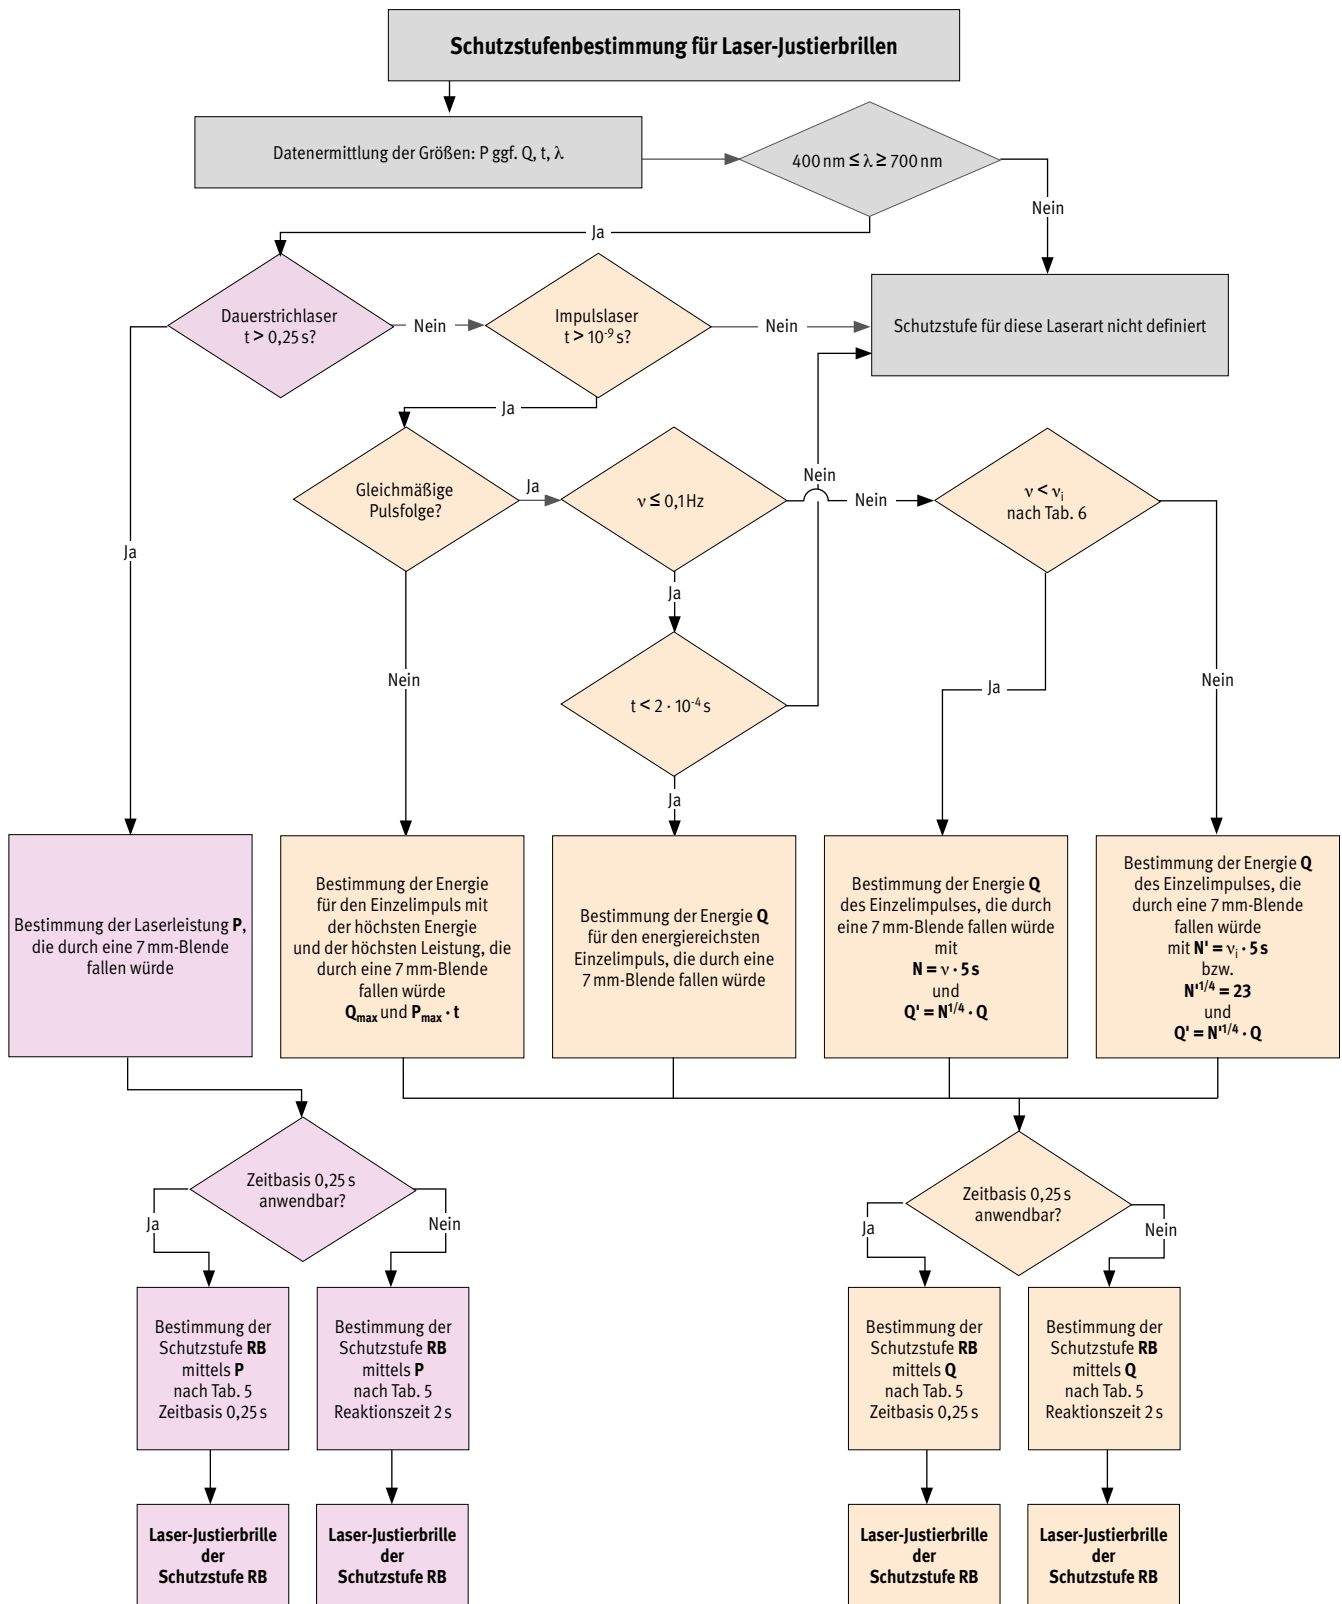 Schutzstufenbestimmung für Laser-Justierbrillen
Datenermittlung der Größen: P ggf. Q, t, λ
400 nm ≤ λ ≥ 700 nm
Nein
Ja
Dauerstrichlaser
t > 0,25 s?
Nein
Impulslaser
t > 10⁻⁹ s?
Nein
Schutzstufe für diese Laserart nicht definiert
Ja
Gleichmäßige
Pulsfolge?
Ja
ν ≤ 0,1 Hz
Nein
Nein
ν < νᵢ
nach Tab. 6
Ja
Ja
Nein
t < 2 · 10⁻⁴ s
Ja
Nein
Ja
Bestimmung der Laserleistung P,
die durch eine 7 mm-Blende
fallen würde
Bestimmung der Energie
für den Einzelimpuls mit
der höchsten Energie
und der höchsten Leistung, die
durch eine 7 mm-Blende
fallen würde
Qmax und Pmax · t
Bestimmung der Energie Q
für den energiereichsten
Einzelimpuls, die durch eine
7 mm-Blende fallen würde
Bestimmung der Energie Q
des Einzelimpulses, die durch
eine 7 mm-Blende fallen würde
mit
N = ν · 5 s
und
Q' = N^1/4 · Q
Bestimmung der Energie Q
des Einzelimpulses, die
durch eine 7 mm-Blende
fallen würde
mit N' = νᵢ · 5 s
bzw.
N'^1/4 = 23
und
Q' = N'^1/4 · Q
Zeitbasis 0,25 s
anwendbar?
Ja
Nein
Zeitbasis 0,25 s
anwendbar?
Ja
Nein
Bestimmung der
Schutzstufe RB
mittels P
nach Tab. 5
Zeitbasis 0,25 s
Bestimmung der
Schutzstufe RB
mittels P
nach Tab. 5
Reaktionszeit 2 s
Bestimmung der
Schutzstufe RB
mittels Q
nach Tab. 5
Zeitbasis 0,25 s
Bestimmung der
Schutzstufe RB
mittels Q
nach Tab. 5
Reaktionszeit 2 s
Laser-Justierbrille
der
Schutzstufe RB
Laser-Justierbrille
der
Schutzstufe RB
Laser-Justierbrille
der
Schutzstufe RB
Laser-Justierbrille
der
Schutzstufe RB